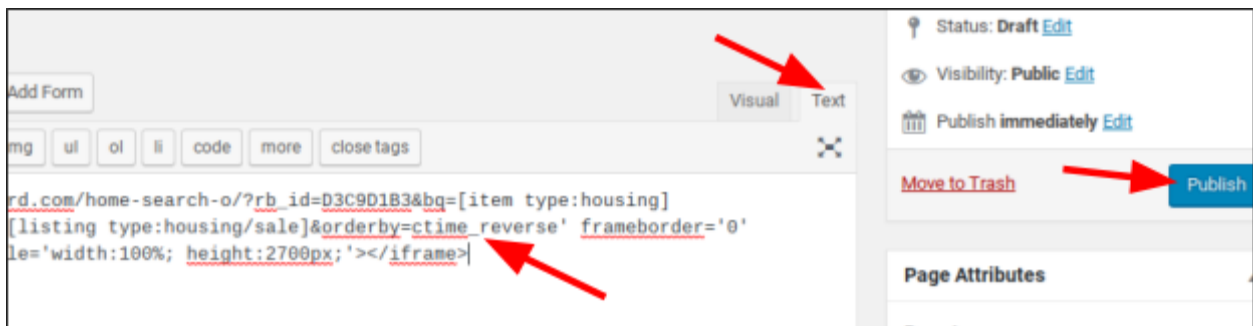 Status: Draft Edit
Visibility: Public Edit
Add Form
Visual Text
Publish immediately Edit
mg ul ol li code more close tags
Move to Trash
Publish
rd.com/home-search-o/?rb_id=D3C9D1B3&bq=[item type:housing]
[listing type:housing/sale]&orderby=ctime_reverse' frameborder='0'
le='width:100%; height:2700px;'></iframe>
Page Attributes